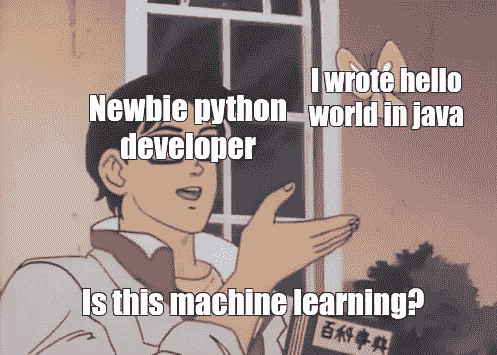 Newbie python
developer
I wrote hello
world in java
Is this machine learning?
百科事典